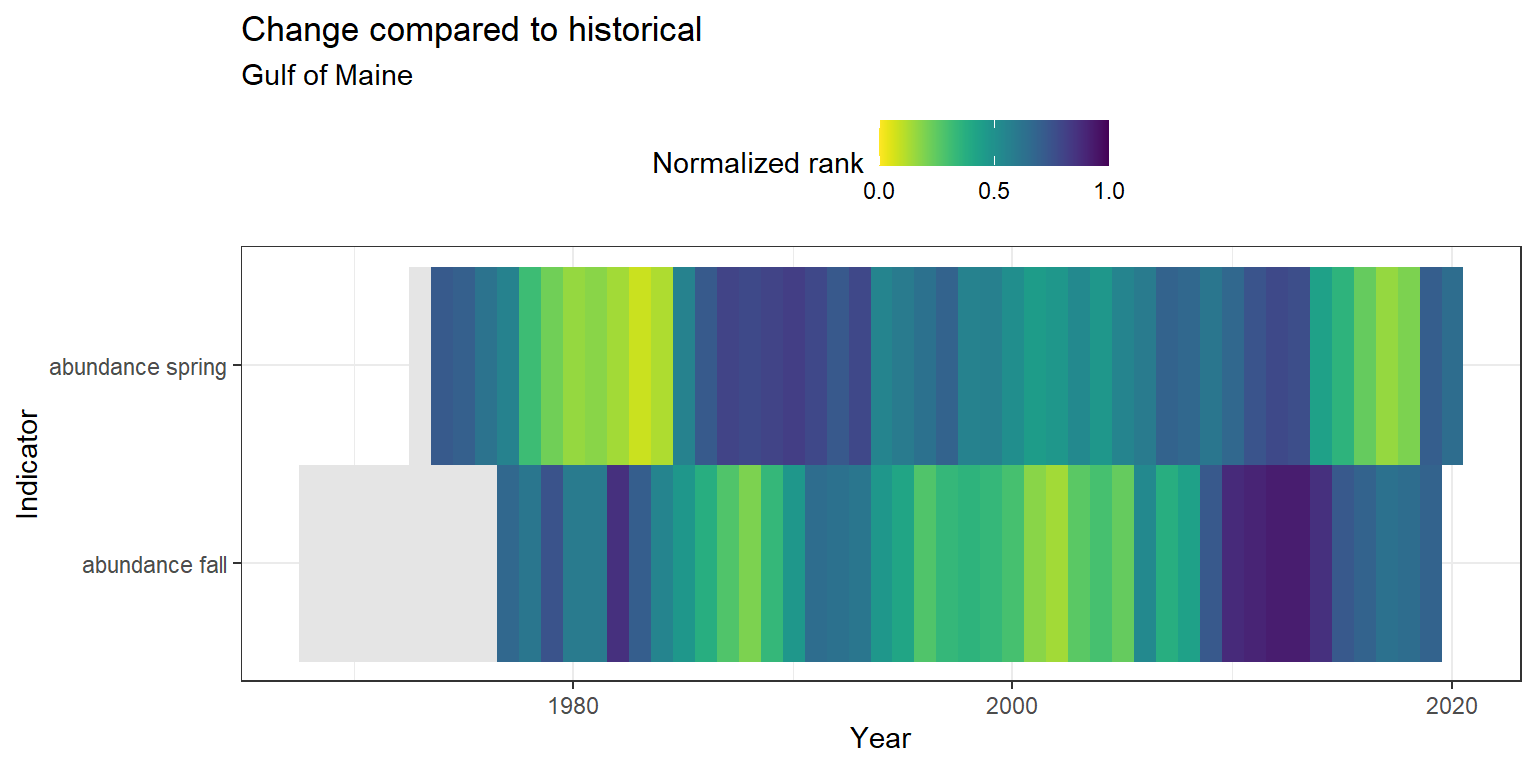 Change compared to historical
Gulf of Maine
Normalized rank
0.0 0.5 1.0
Indicator
abundance spring
abundance fall
1980 2000 2020
Year